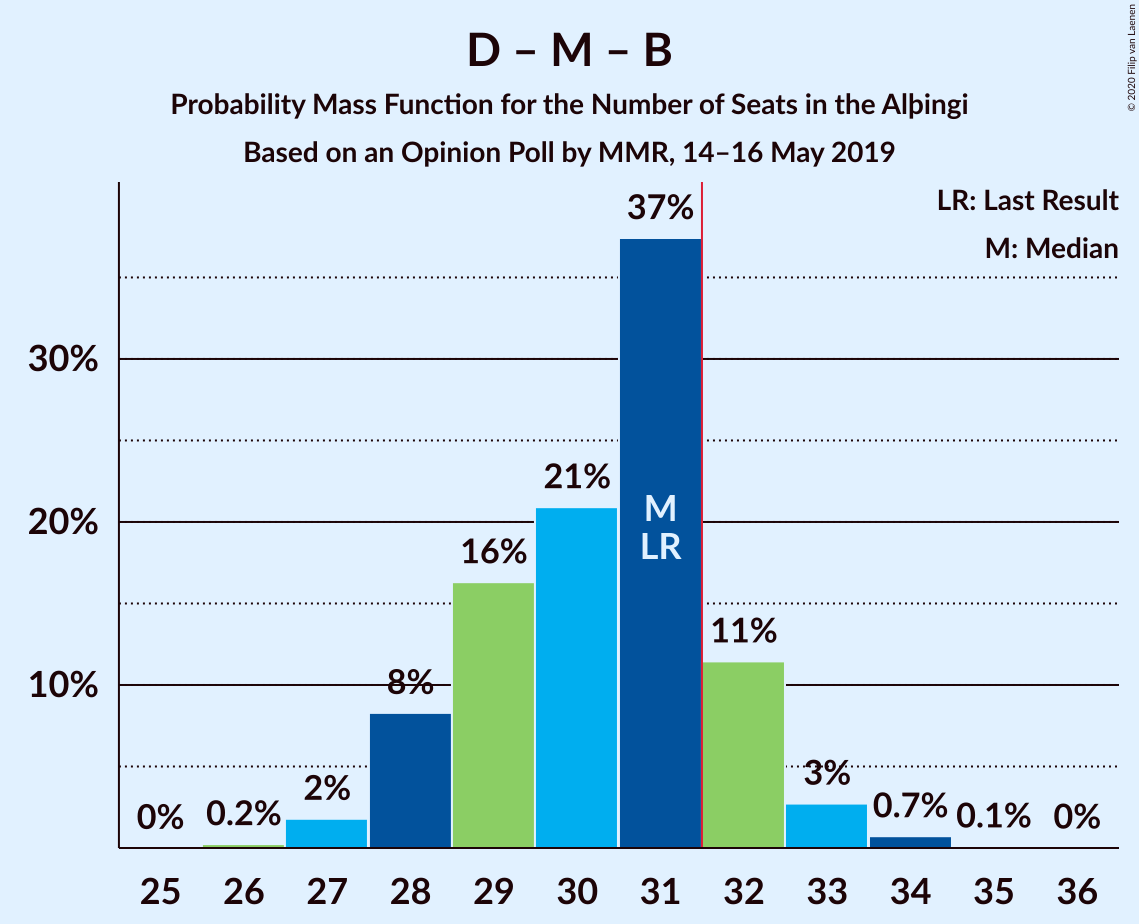 D – M – B
Probability Mass Function for the Number of Seats in the Alþingi
Based on an Opinion Poll by MMR, 14–16 May 2019
© 2020 Filip van Laenen
LR: Last Result
M: Median
30%
20%
10%
0%
0.2%
2%
8%
16%
21%
37%
M
LR
11%
3%
0.7%
0.1%
0%
25 26 27 28 29 30 31 32 33 34 35 36